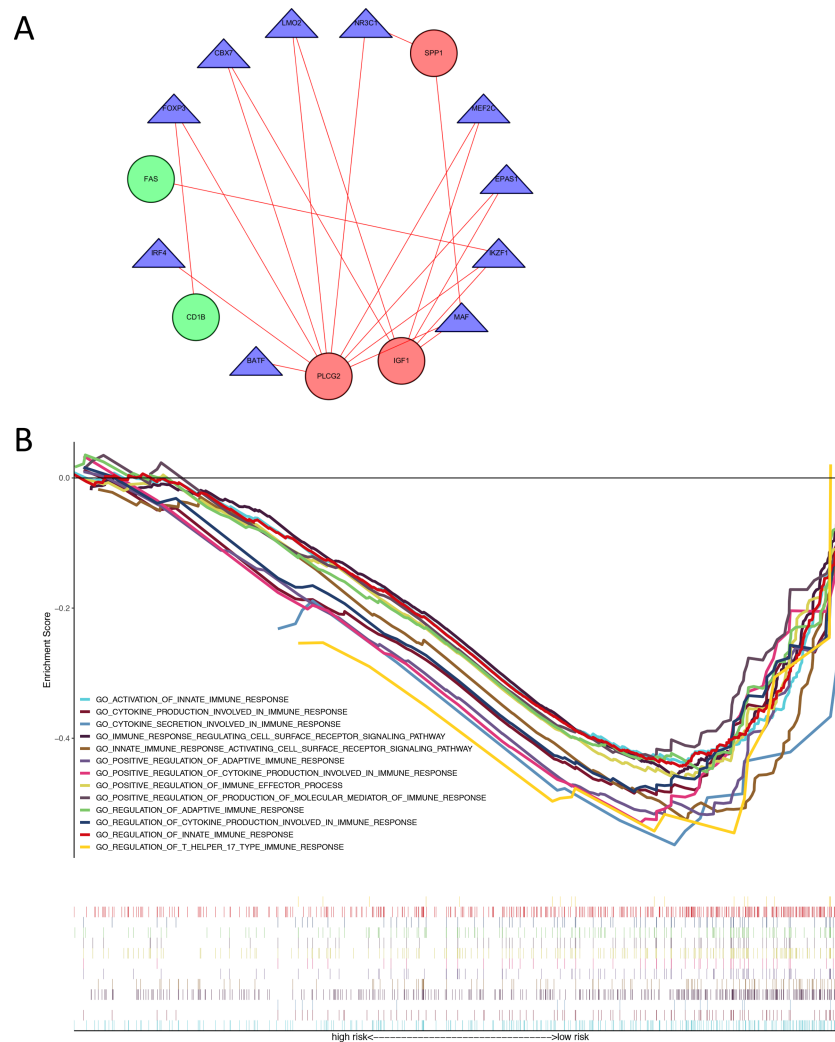 A
LMO2
NR3C1
CBX7
SPP1
FOXP3
MEF2C
FAS
EPAS1
IRF4
IKZF1
CD1B
MAF
BATF
PLCG2
IGF1
B
0.0
−0.2
−0.4
Enrichment Score
GO_ACTIVATION_OF_INNATE_IMMUNE_RESPONSE
GO_CYTOKINE_PRODUCTION_INVOLVED_IN_IMMUNE_RESPONSE
GO_CYTOKINE_SECRETION_INVOLVED_IN_IMMUNE_RESPONSE
GO_IMMUNE_RESPONSE_REGULATING_CELL_SURFACE_RECEPTOR_SIGNALING_PATHWAY
GO_INNATE_IMMUNE_RESPONSE_ACTIVATING_CELL_SURFACE_RECEPTOR_SIGNALING_PATHWAY
GO_POSITIVE_REGULATION_OF_ADAPTIVE_IMMUNE_RESPONSE
GO_POSITIVE_REGULATION_OF_CYTOKINE_PRODUCTION_INVOLVED_IN_IMMUNE_RESPONSE
GO_POSITIVE_REGULATION_OF_IMMUNE_EFFECTOR_PROCESS
GO_POSITIVE_REGULATION_OF_PRODUCTION_OF_MOLECULAR_MEDIATOR_OF_IMMUNE_RESPONSE
GO_REGULATION_OF_ADAPTIVE_IMMUNE_RESPONSE
GO_REGULATION_OF_CYTOKINE_PRODUCTION_INVOLVED_IN_IMMUNE_RESPONSE
GO_REGULATION_OF_INNATE_IMMUNE_RESPONSE
GO_REGULATION_OF_T_HELPER_17_TYPE_IMMUNE_RESPONSE
high risk<−−−−−−−−−−−−−−−−−−−−−−−−−−−−−−−>low risk